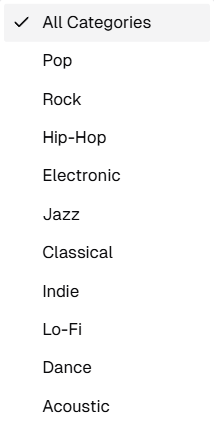 All Categories
Pop
Rock
Hip-Hop
Electronic
Jazz
Classical
Indie
Lo-Fi
Dance
Acoustic